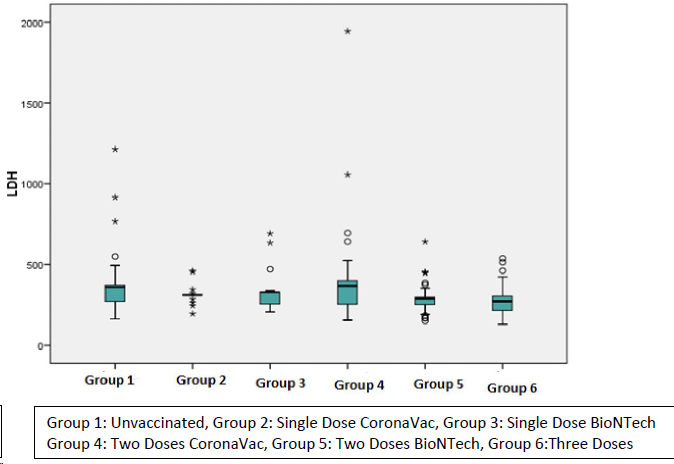 2000
1500
1000
500
0
LDH
Group 1 Group 2 Group 3 Group 4 Group 5 Group 6
Group 1: Unvaccinated, Group 2: Single Dose CoronaVac, Group 3: Single Dose BioNTech
Group 4: Two Doses CoronaVac, Group 5: Two Doses BioNTech, Group 6:Three Doses